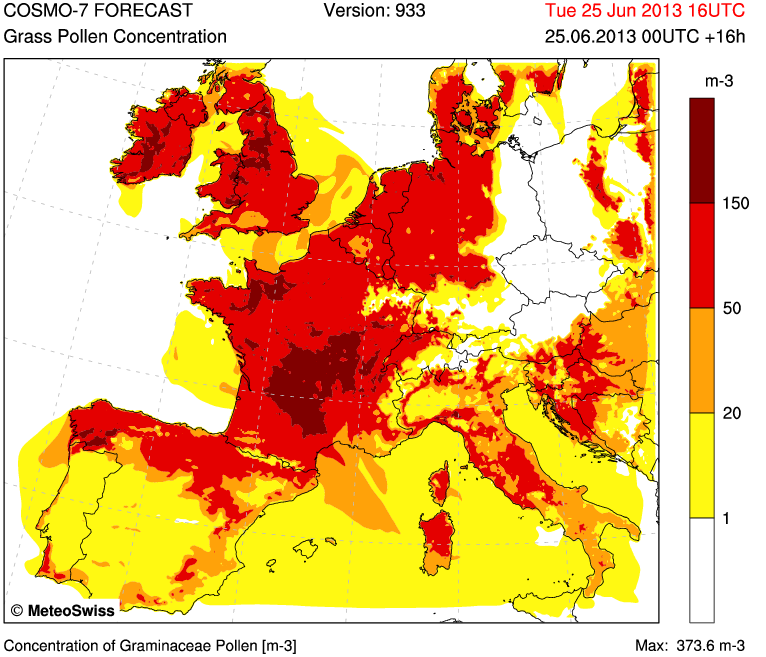 COSMO-7 FORECAST Version: 933 Tue 25 Jun 2013 16UTC
Grass Pollen Concentration 25.06.2013 00UTC +16h
m-3
150
50
20
1
© MeteoSwiss
Concentration of Graminaceae Pollen [m-3] Max: 373.6 m-3